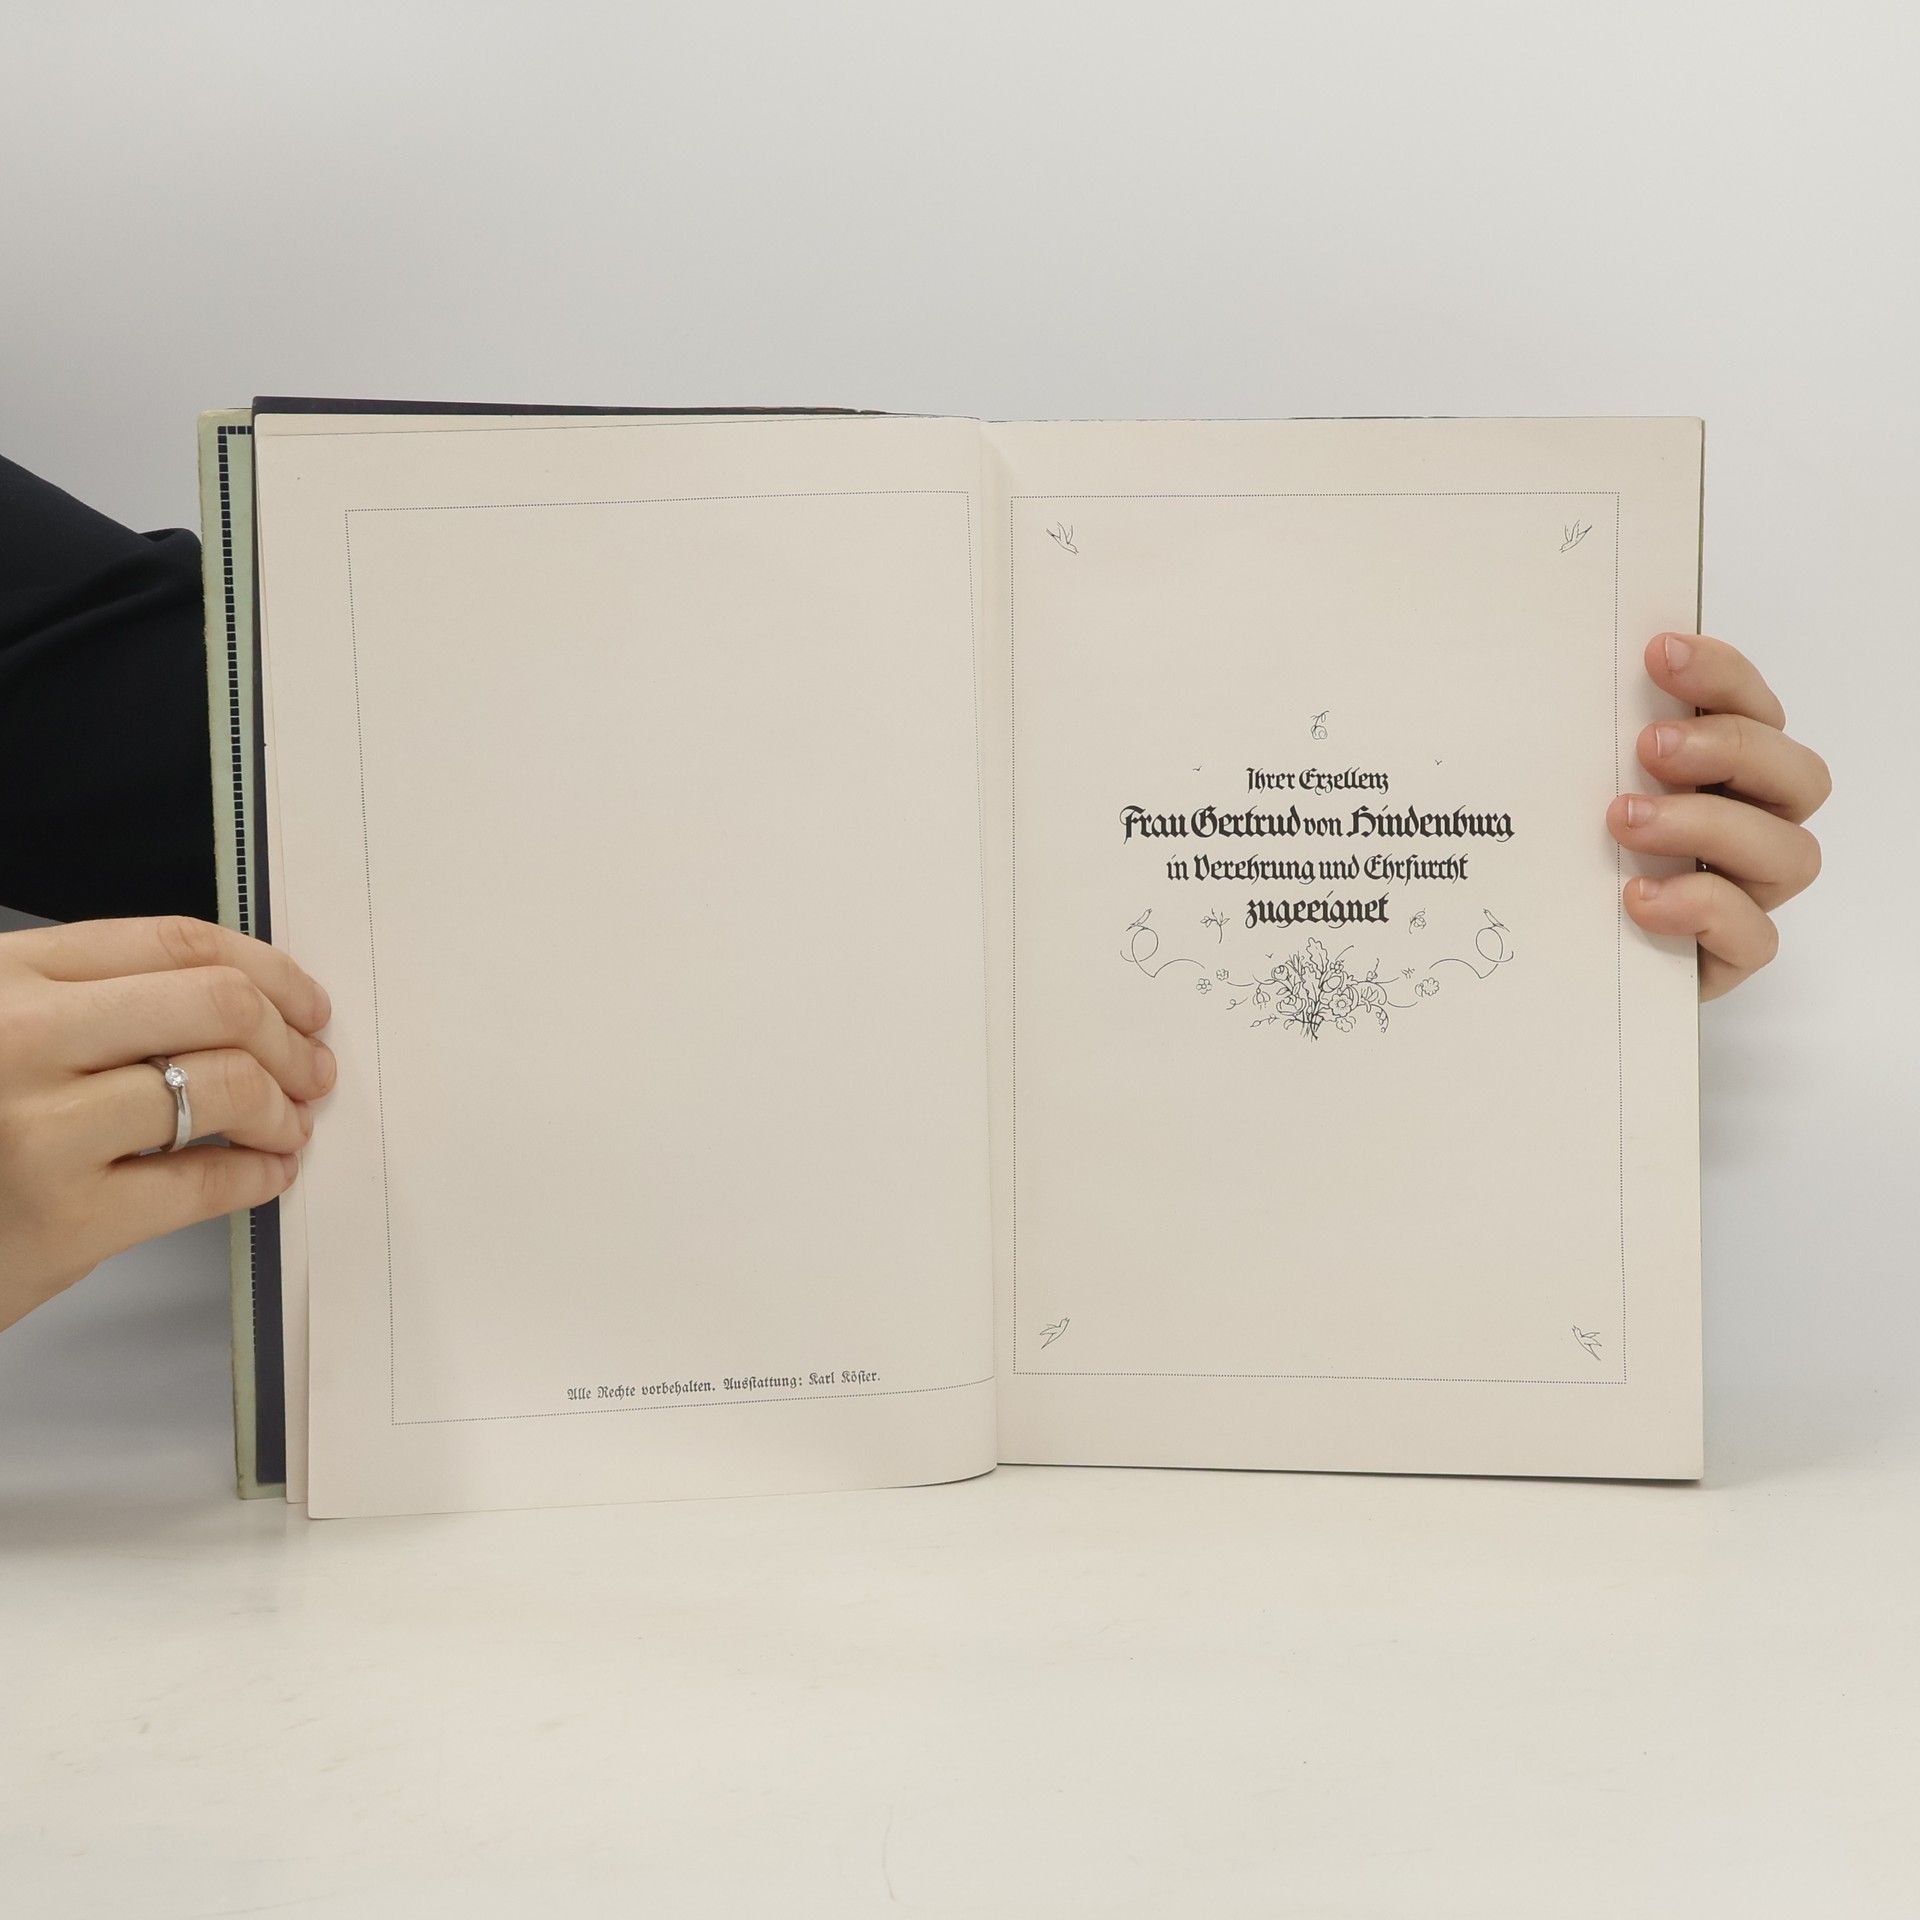 Alle Rechte vorbehalten. Ausstattung: Karl Köster.
Ihrer Exzellenz
Frau Gertrud von Hindenburg
in Verehrung und Ehrfurcht
zugeeignet